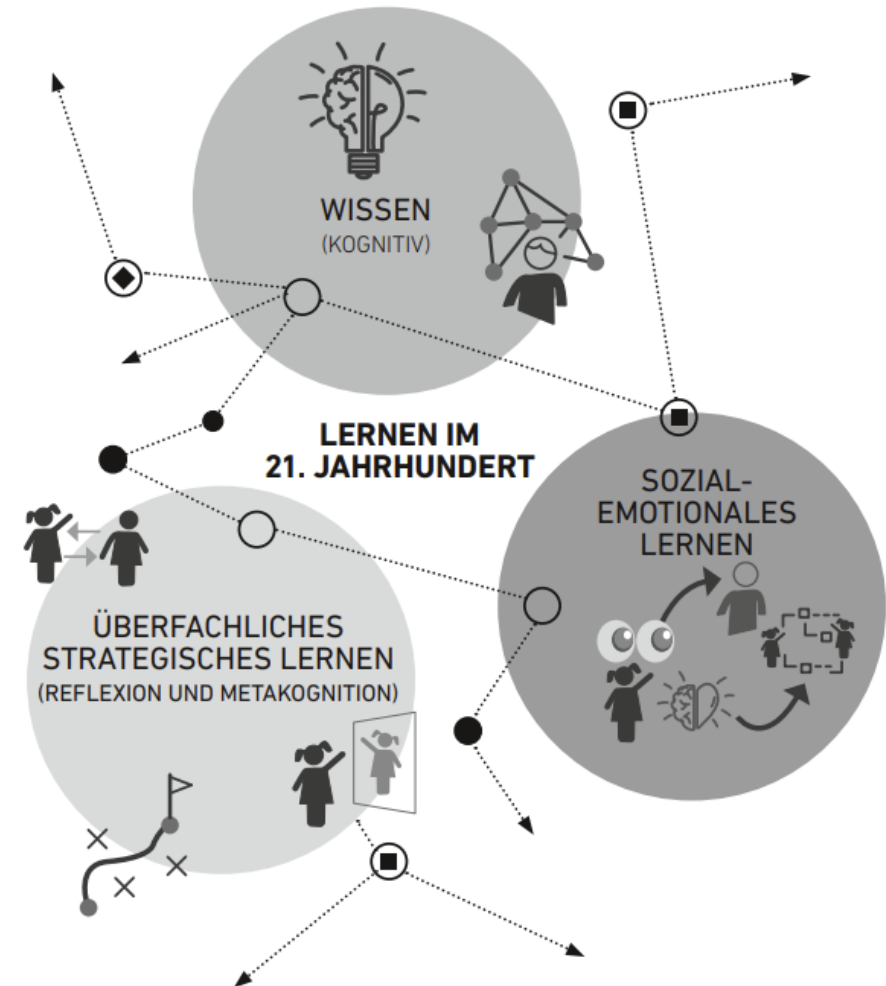 WISSEN
(KOGNITIV)
LERNEN IM
21. JAHRHUNDERT
SOZIAL-
EMOTIONALES
LERNEN
ÜBERFACHLICHES
STRATEGISCHES LERNEN
(REFLEXION UND METAKOGNITION)